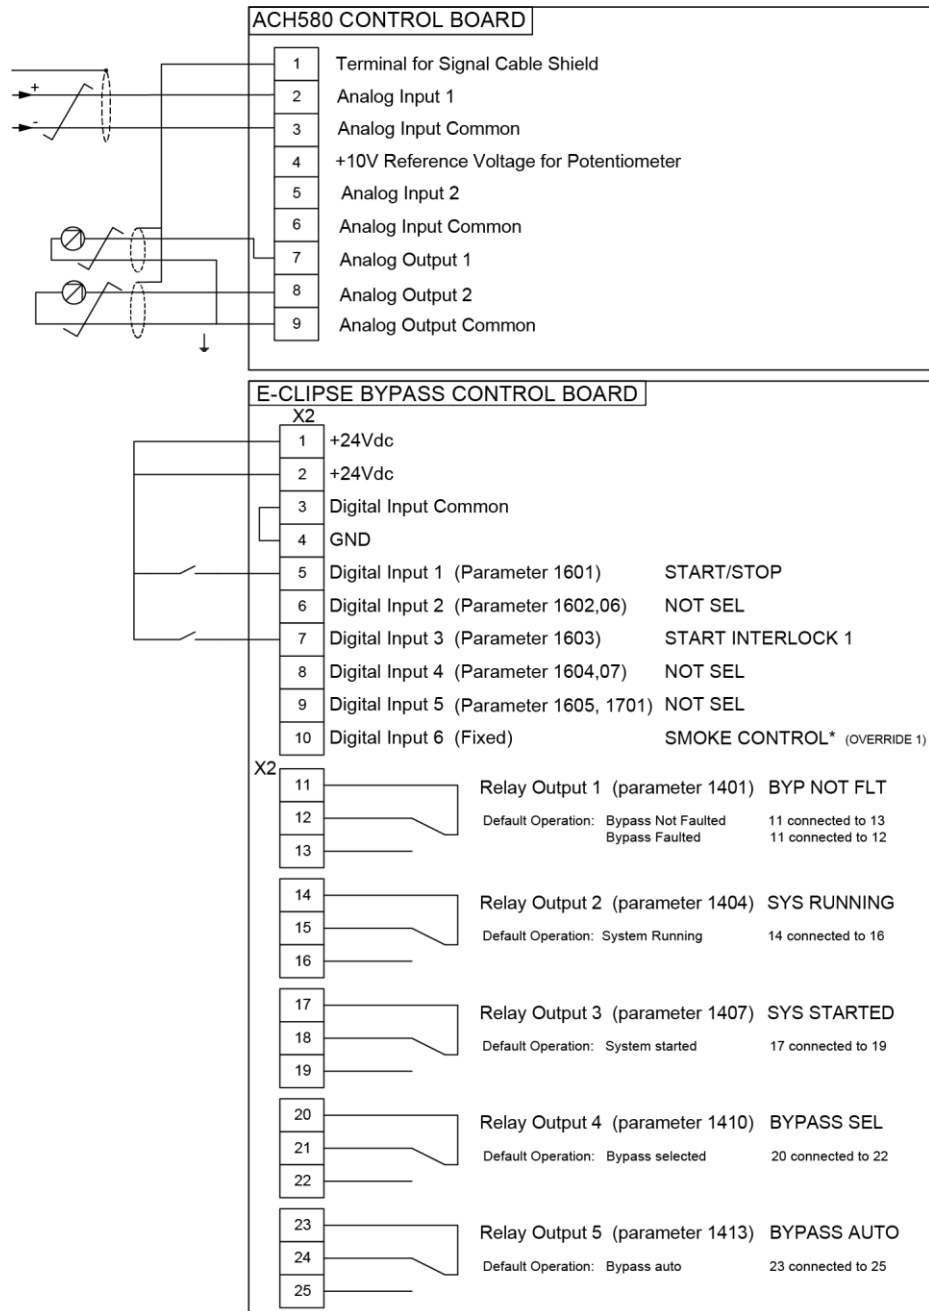 ACH580 CONTROL BOARD
+
-
1 Terminal for Signal Cable Shield
2 Analog Input 1
3 Analog Input Common
4 +10V Reference Voltage for Potentiometer
5 Analog Input 2
6 Analog Input Common
7 Analog Output 1
8 Analog Output 2
9 Analog Output Common
E-CLIPSE BYPASS CONTROL BOARD
X2
1 +24Vdc
2 +24Vdc
3 Digital Input Common
4 GND
5 Digital Input 1 (Parameter 1601) START/STOP
6 Digital Input 2 (Parameter 1602,06) NOT SEL
7 Digital Input 3 (Parameter 1603) START INTERLOCK 1
8 Digital Input 4 (Parameter 1604,07) NOT SEL
9 Digital Input 5 (Parameter 1605, 1701) NOT SEL
10 Digital Input 6 (Fixed) SMOKE CONTROL* (OVERRIDE 1)
X2
11 Relay Output 1 (parameter 1401) BYP NOT FLT
12 Default Operation: Bypass Not Faulted 11 connected to 13
Bypass Faulted 11 connected to 12
13
14 Relay Output 2 (parameter 1404) SYS RUNNING
15 Default Operation: System Running 14 connected to 16
16
17 Relay Output 3 (parameter 1407) SYS STARTED
18 Default Operation: System started 17 connected to 19
19
20 Relay Output 4 (parameter 1410) BYPASS SEL
21 Default Operation: Bypass selected 20 connected to 22
22
23 Relay Output 5 (parameter 1413) BYPASS AUTO
24 Default Operation: Bypass auto 23 connected to 25
25